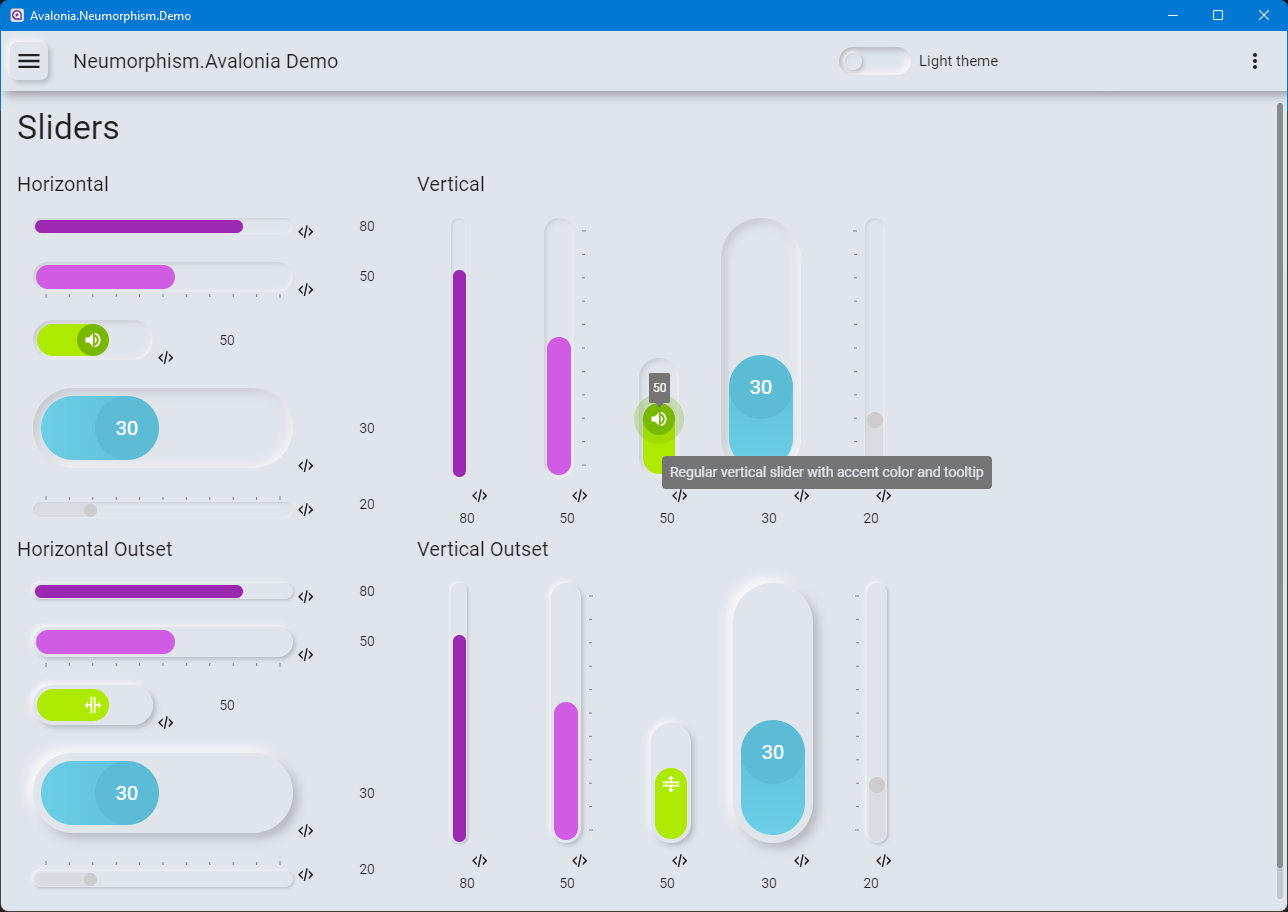 Avalonia.Neumorphism.Demo
Neumorphism.Avalonia Demo
Light theme
Sliders
Horizontal
Vertical
</> 80
</> 50
50
</>
30
</> 30
</> 20
50
30
Regular vertical slider with accent color and tooltip
</> </> </> </> </>
80 50 50 30 20
Horizontal Outset
Vertical Outset
</> 80
</> 50
50
</>
30
</> 30
</> 20
30
</> </> </> </> </>
80 50 50 30 20